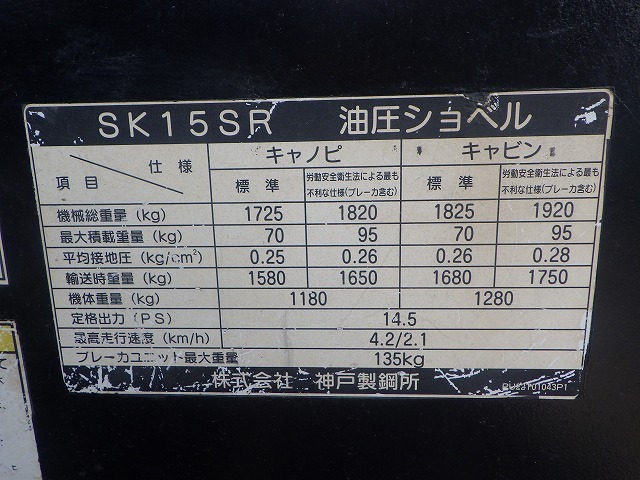 SK15SR 油圧ショベル
仕様 キャノピ キャビン
項目 標準 労動安全衛生法による最も不利な仕様(ブレーカ含む) 標準 労動安全衛生法による最も不利な仕様(ブレーカ含む)
機械総重量(kg) 1725 1820 1825 1920
最大積載重量(kg) 70 95 70 95
平均接地圧(kg/cm²) 0.25 0.26 0.26 0.28
輸送時重量(kg) 1580 1650 1680 1750
機体重量(kg) 1180 1280
定格出力(PS) 14.5
最高走行速度(km/h) 4.2/2.1
ブレーカユニット最大重量 135kg
株式会社 神戸製鋼所